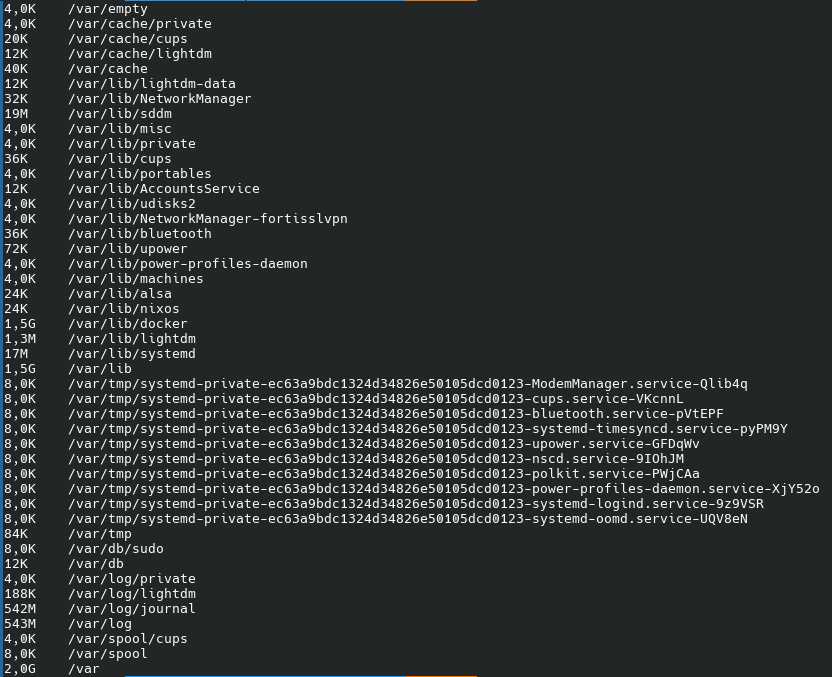 4,0K    /var/empty
4,0K    /var/cache/private
20K     /var/cache/cups
12K     /var/cache/lightdm
40K     /var/cache
12K     /var/lib/lightdm-data
32K     /var/lib/NetworkManager
19M     /var/lib/sddm
4,0K    /var/lib/misc
4,0K    /var/lib/private
36K     /var/lib/cups
4,0K    /var/lib/portables
12K     /var/lib/AccountsService
4,0K    /var/lib/udisks2
4,0K    /var/lib/NetworkManager-fortisslvpn
36K     /var/lib/bluetooth
72K     /var/lib/upower
4,0K    /var/lib/power-profiles-daemon
4,0K    /var/lib/machines
24K     /var/lib/alsa
24K     /var/lib/nixos
1,5G    /var/lib/docker
1,3M    /var/lib/lightdm
17M     /var/lib/systemd
1,5G    /var/lib
8,0K    /var/tmp/systemd-private-ec63a9bdc1324d34826e50105dcd0123-ModemManager.service-Qlib4q
8,0K    /var/tmp/systemd-private-ec63a9bdc1324d34826e50105dcd0123-cups.service-VKcnnL
8,0K    /var/tmp/systemd-private-ec63a9bdc1324d34826e50105dcd0123-bluetooth.service-pVtEPF
8,0K    /var/tmp/systemd-private-ec63a9bdc1324d34826e50105dcd0123-systemd-timesyncd.service-pyPM9Y
8,0K    /var/tmp/systemd-private-ec63a9bdc1324d34826e50105dcd0123-upower.service-GFDqWv
8,0K    /var/tmp/systemd-private-ec63a9bdc1324d34826e50105dcd0123-nscd.service-9IOhJM
8,0K    /var/tmp/systemd-private-ec63a9bdc1324d34826e50105dcd0123-polkit.service-PWjCAa
8,0K    /var/tmp/systemd-private-ec63a9bdc1324d34826e50105dcd0123-power-profiles-daemon.service-XjY52o
8,0K    /var/tmp/systemd-private-ec63a9bdc1324d34826e50105dcd0123-systemd-logind.service-9z9VSR
8,0K    /var/tmp/systemd-private-ec63a9bdc1324d34826e50105dcd0123-systemd-oomd.service-UQV8eN
84K     /var/tmp
8,0K    /var/db/sudo
12K     /var/db
4,0K    /var/log/private
188K    /var/log/lightdm
542M    /var/log/journal
543M    /var/log
4,0K    /var/spool/cups
8,0K    /var/spool
2,0G    /var